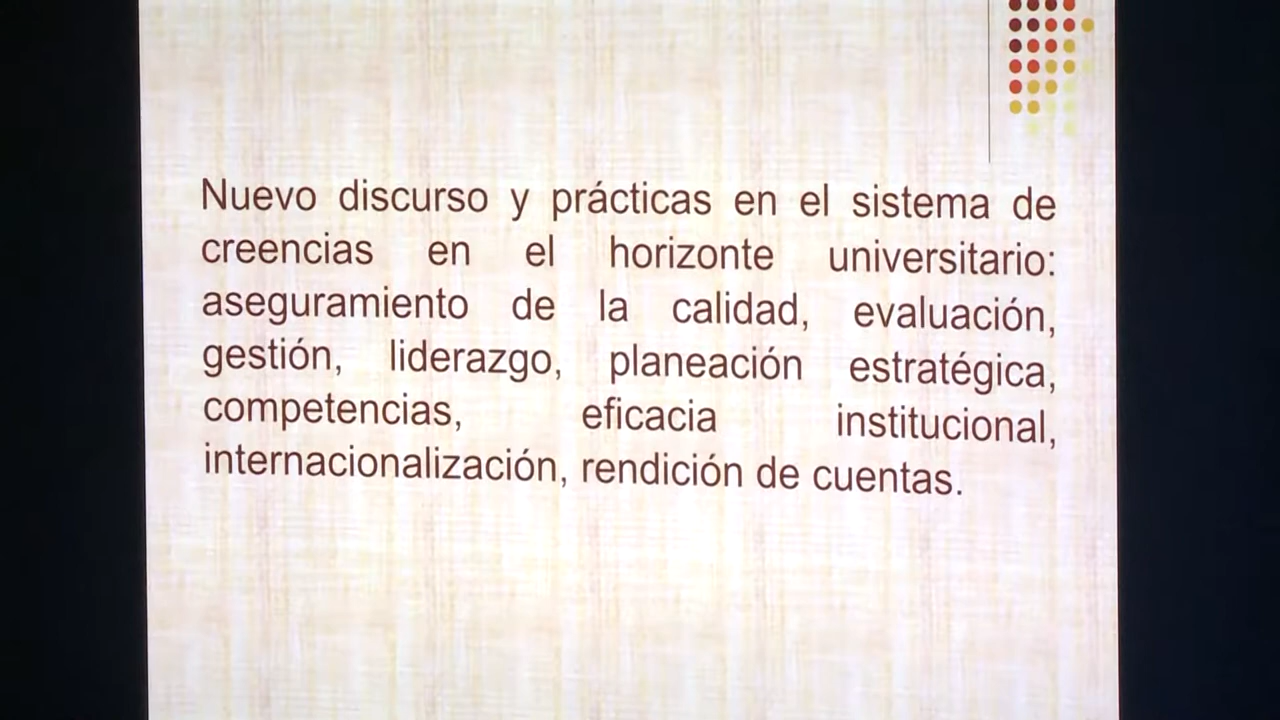 Nuevo discurso y prácticas en el sistema de
creencias en el horizonte universitario:
aseguramiento de la calidad, evaluación,
gestión, liderazgo, planeación estratégica,
competencias, eficacia institucional,
internacionalización, rendición de cuentas.